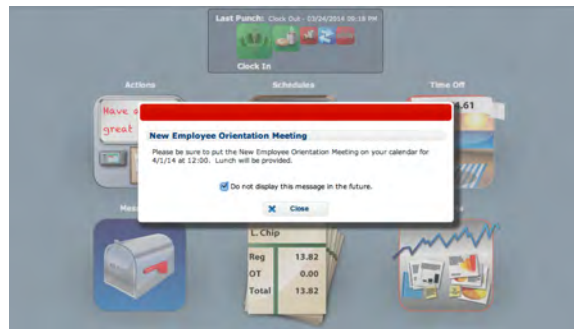 Last Punch: Clock Out - 03/24/2014 09:18 PM
Clock In
Actions
Schedules
Time Off
Have a
great
4.61
New Employee Orientation Meeting
Please be sure to put the New Employee Orientation Meeting on your calendar for
4/1/14 at 12:00. Lunch will be provided.
Do not display this message in the future.
Close
L. Chip
Reg 13.82
OT 0.00
Total 13.82